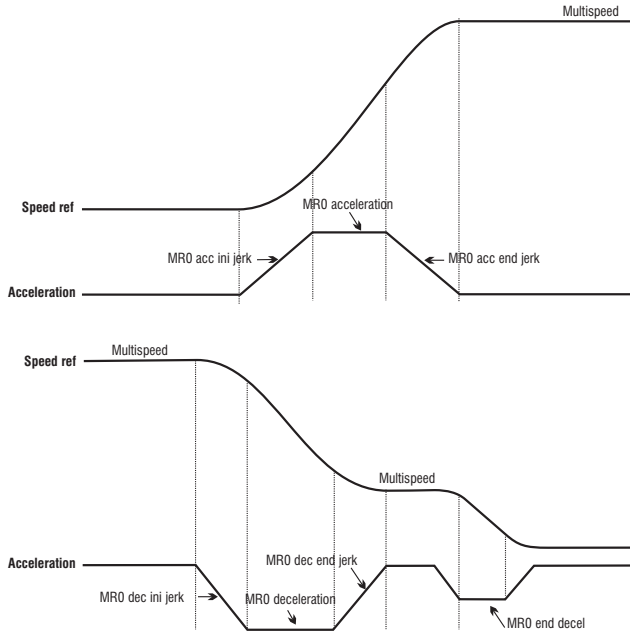 Multispeed
Speed ref
MR0 acceleration
MR0 acc ini jerk
MR0 acc end jerk
Acceleration
Multispeed
Speed ref
Multispeed
MR0 dec end jerk
Acceleration
MR0 dec ini jerk
MR0 deceleration
MR0 end decel